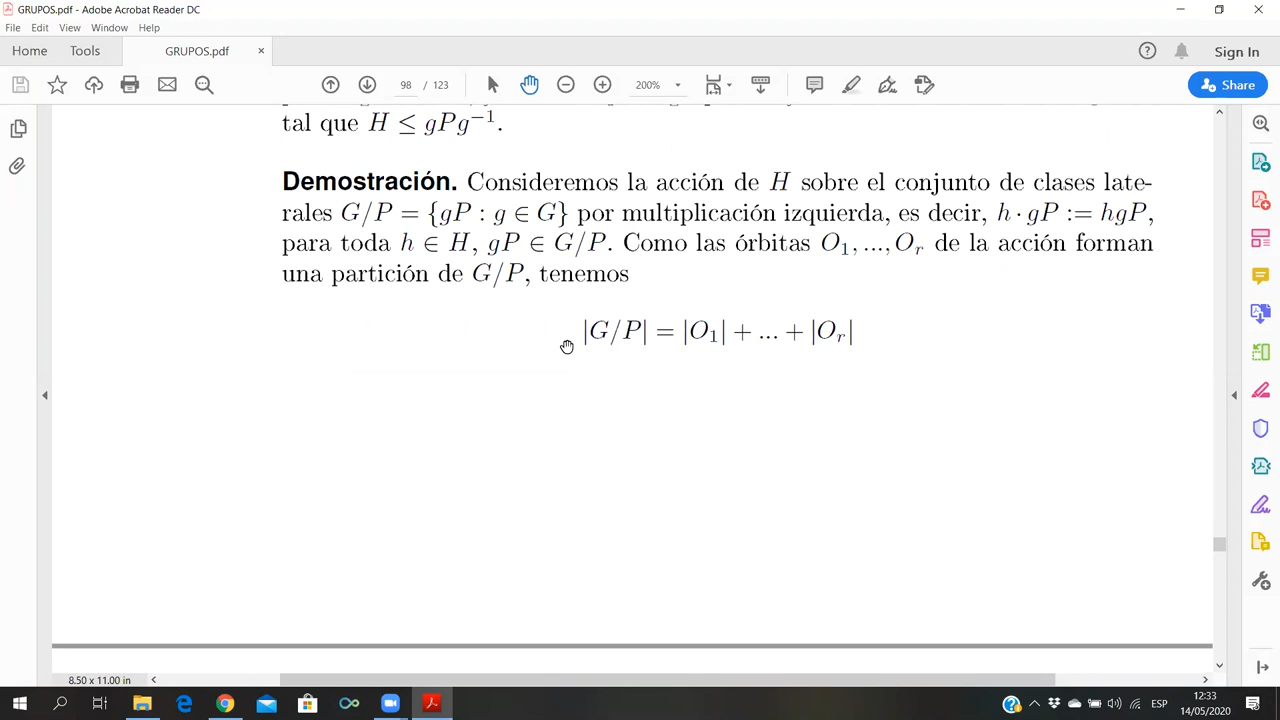 GRUPOS.pdf - Adobe Acrobat Reader DC
File Edit View Window Help
Home Tools GRUPOS.pdf × Sign In
98 / 123 200% Share
tal que H ≤ gPg⁻¹.
Demostración. Consideremos la acción de H sobre el conjunto de clases late-
rales G/P = {gP : g ∈ G} por multiplicación izquierda, es decir, h · gP := hgP,
para toda h ∈ H, gP ∈ G/P. Como las órbitas O₁, ..., Oᵣ de la acción forman
una partición de G/P, tenemos
|G/P| = |O₁| + ... + |Oᵣ|
8.50 x 11.00 in
ESP
12:33
14/05/2020